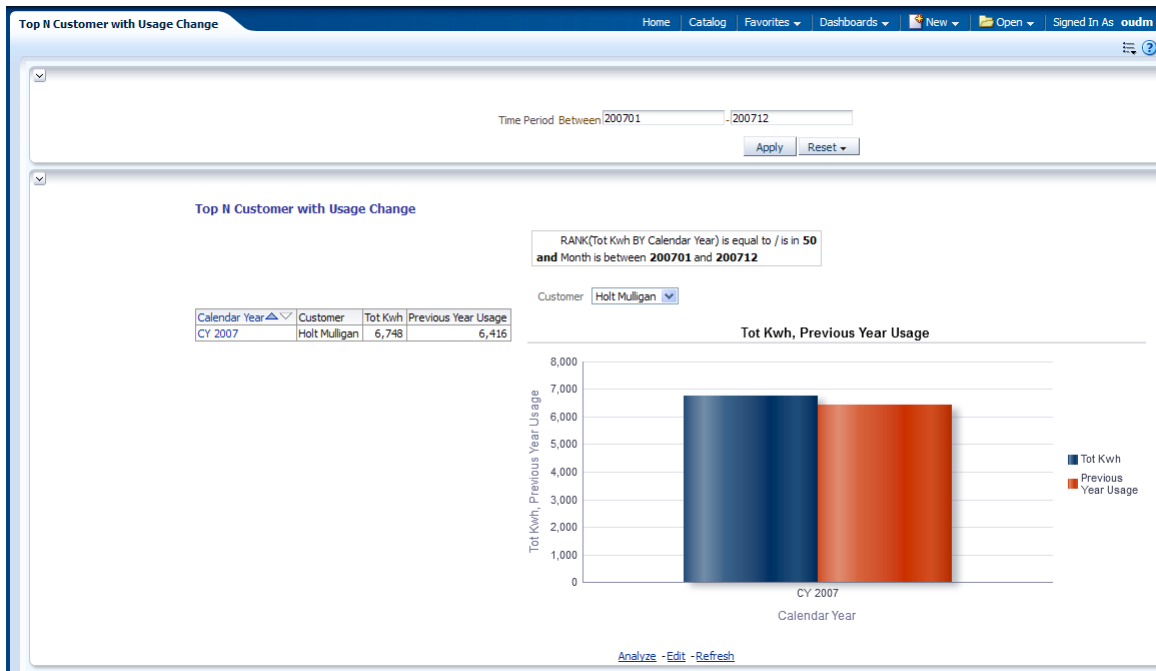 Top N Customer with Usage Change
Home Catalog Favorites Dashboards New Open Signed In As oudm
Time Period Between 200701 - 200712
Apply Reset
Top N Customer with Usage Change
RANK(Tot Kwh BY Calendar Year) is equal to / is in 50
and Month is between 200701 and 200712
Customer Holt Mulligan
Calendar Year Customer Tot Kwh Previous Year Usage
CY 2007 Holt Mulligan 6,748 6,416
Tot Kwh, Previous Year Usage
8,000
7,000
6,000
5,000
4,000
3,000
2,000
1,000
0
Tot Kwh, Previous Year Usage
CY 2007
Calendar Year
Tot Kwh
Previous
Year Usage
Analyze - Edit - Refresh